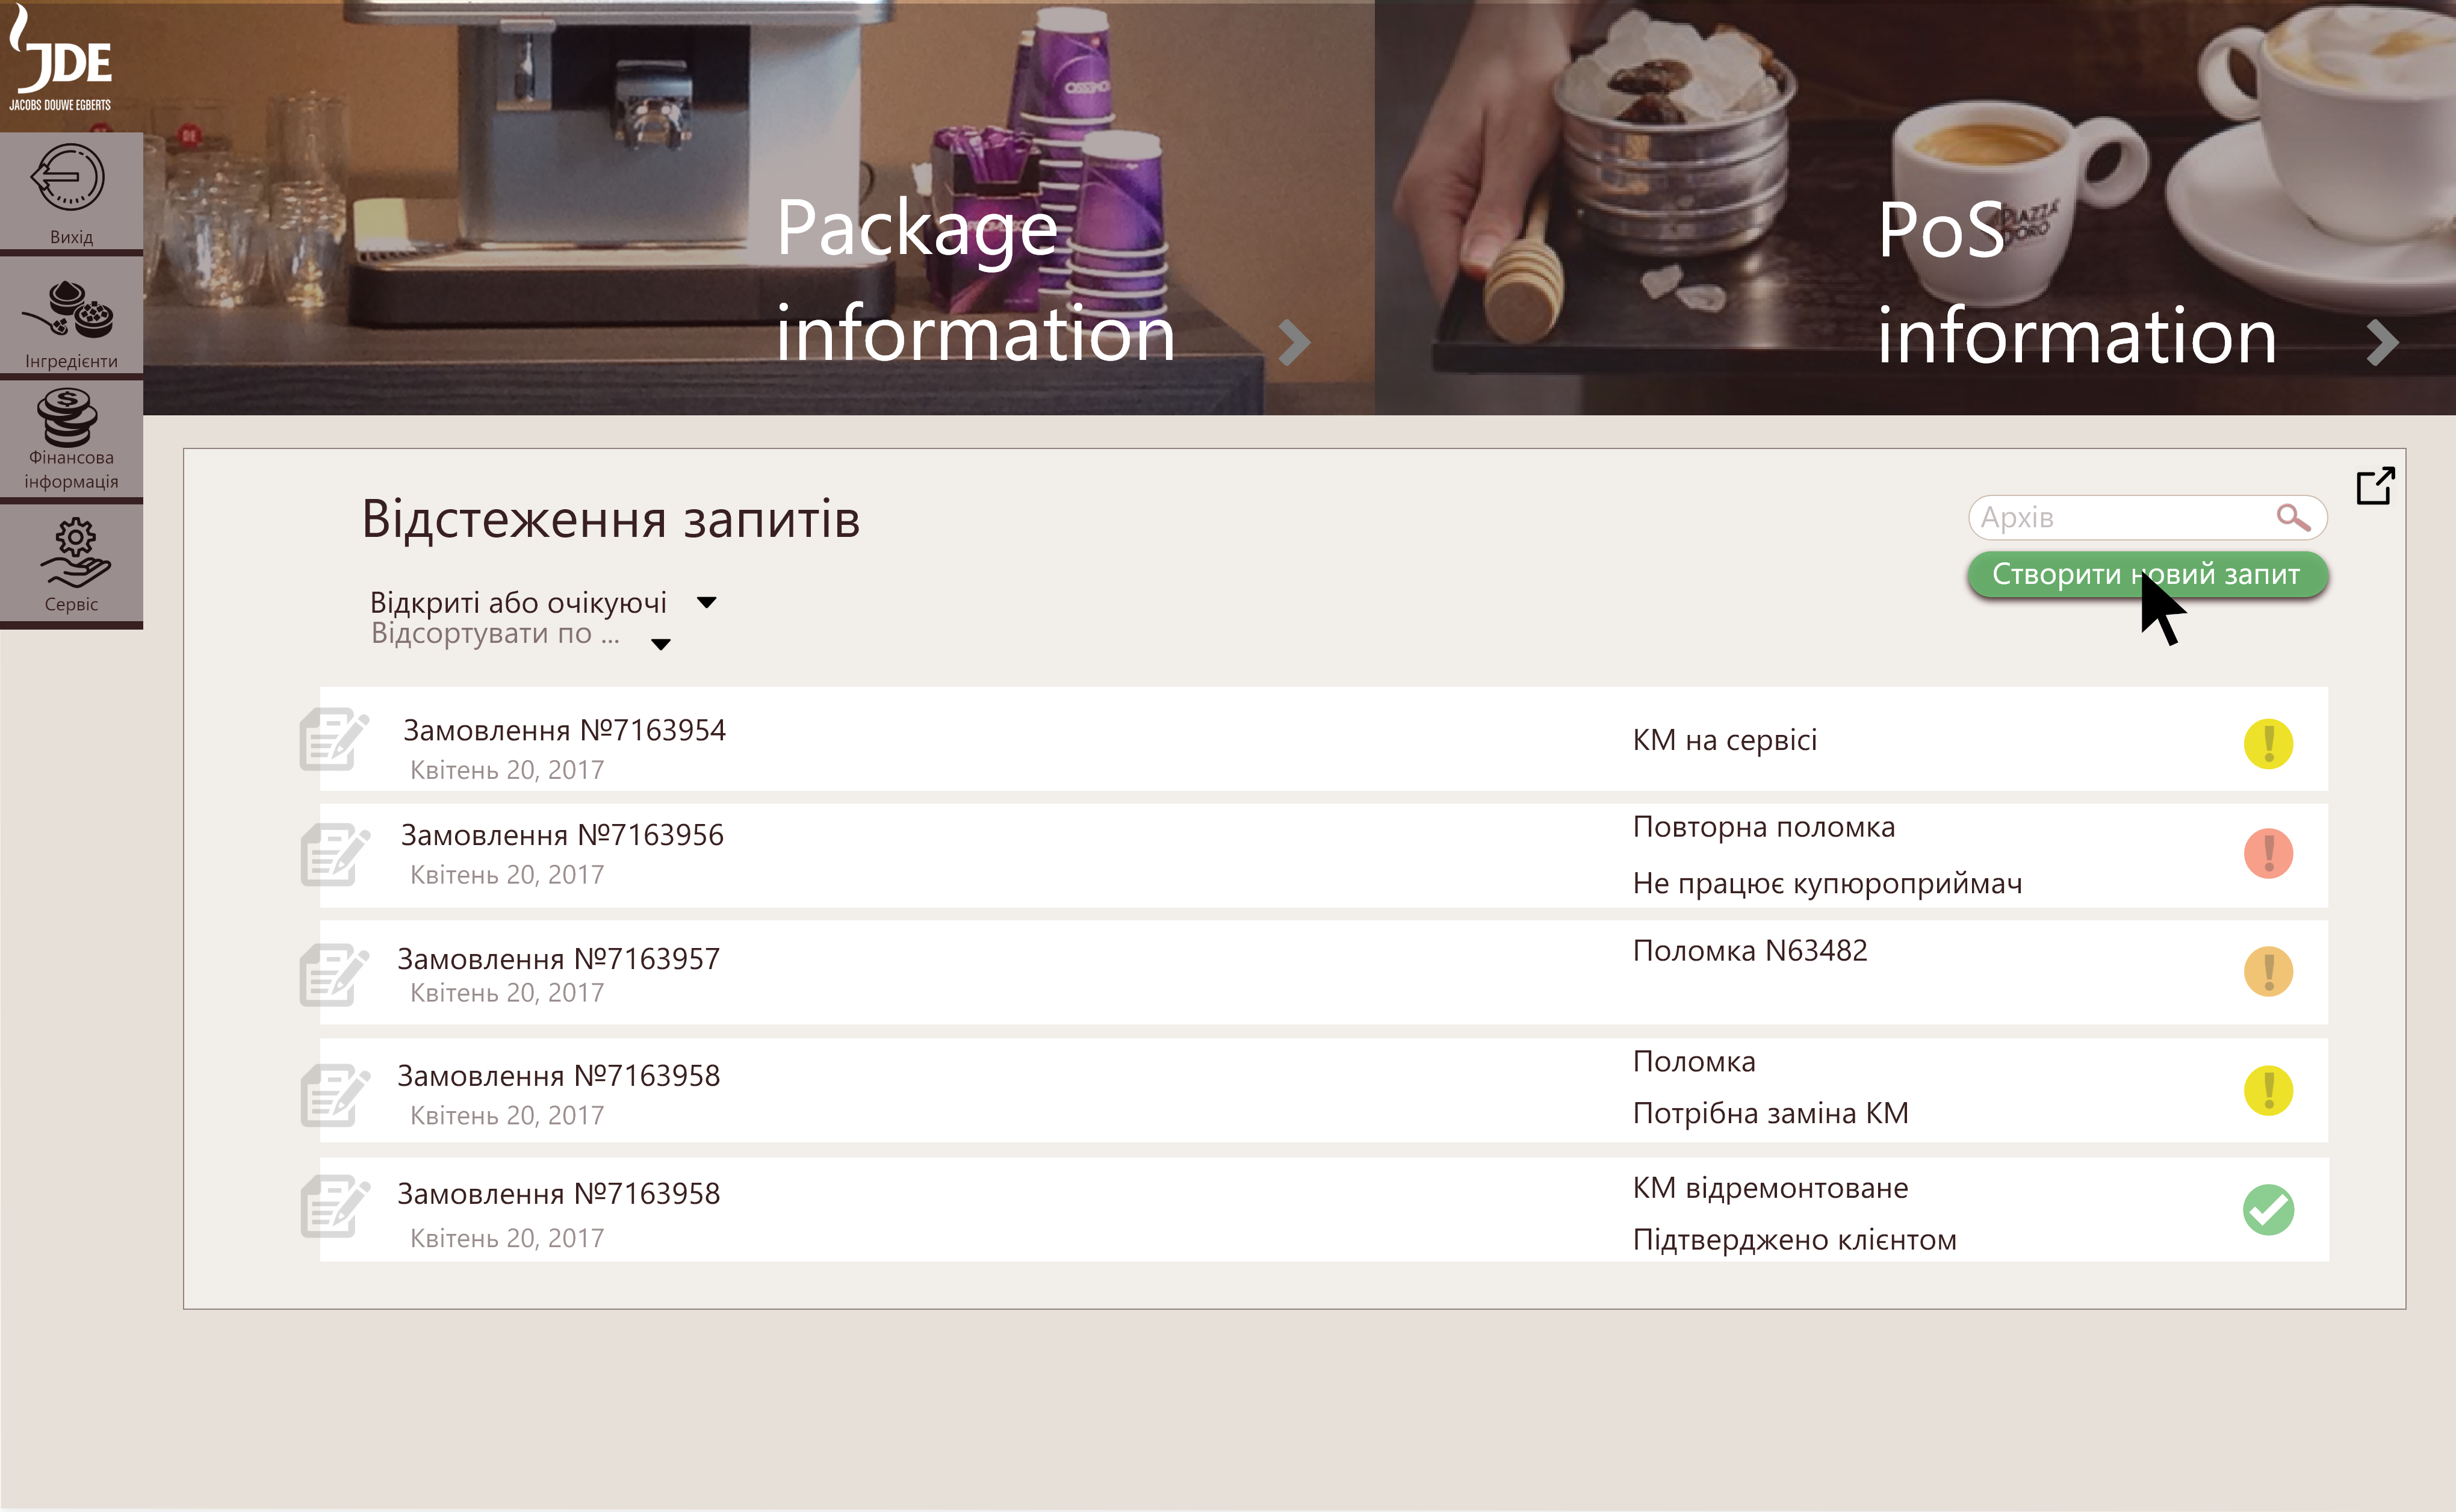 JDE
JACOBS DOUWE EGBERTS
Package
information
PoS
information
PIAZZA
D'ORO
DE
Вихід
Інгредієнти
Фінансова
інформація
Сервіс
Відстеження запитів
Архів
Створити новий запит
Відкриті або очікуючі
Відсортувати по ...
Замовлення №7163954
Квітень 20, 2017
КМ на сервісі
Замовлення №7163956
Квітень 20, 2017
Повторна поломка
Не працює купюроприймач
Замовлення №7163957
Квітень 20, 2017
Поломка N63482
Замовлення №7163958
Квітень 20, 2017
Поломка
Потрібна заміна КМ
Замовлення №7163958
Квітень 20, 2017
КМ відремонтоване
Підтверджено клієнтом